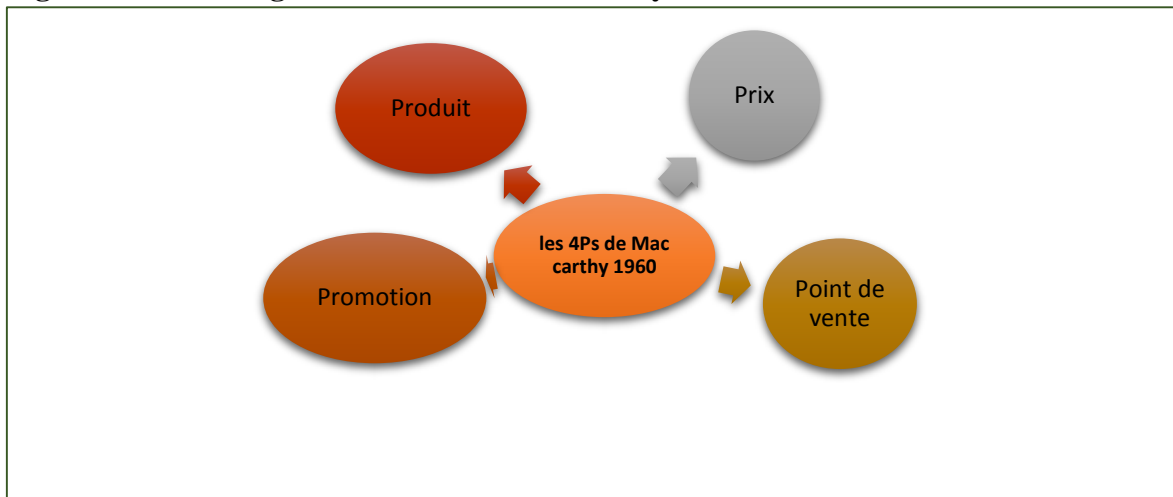 Produit
Prix
les 4Ps de Mac
carthy 1960
Promotion
Point de
vente